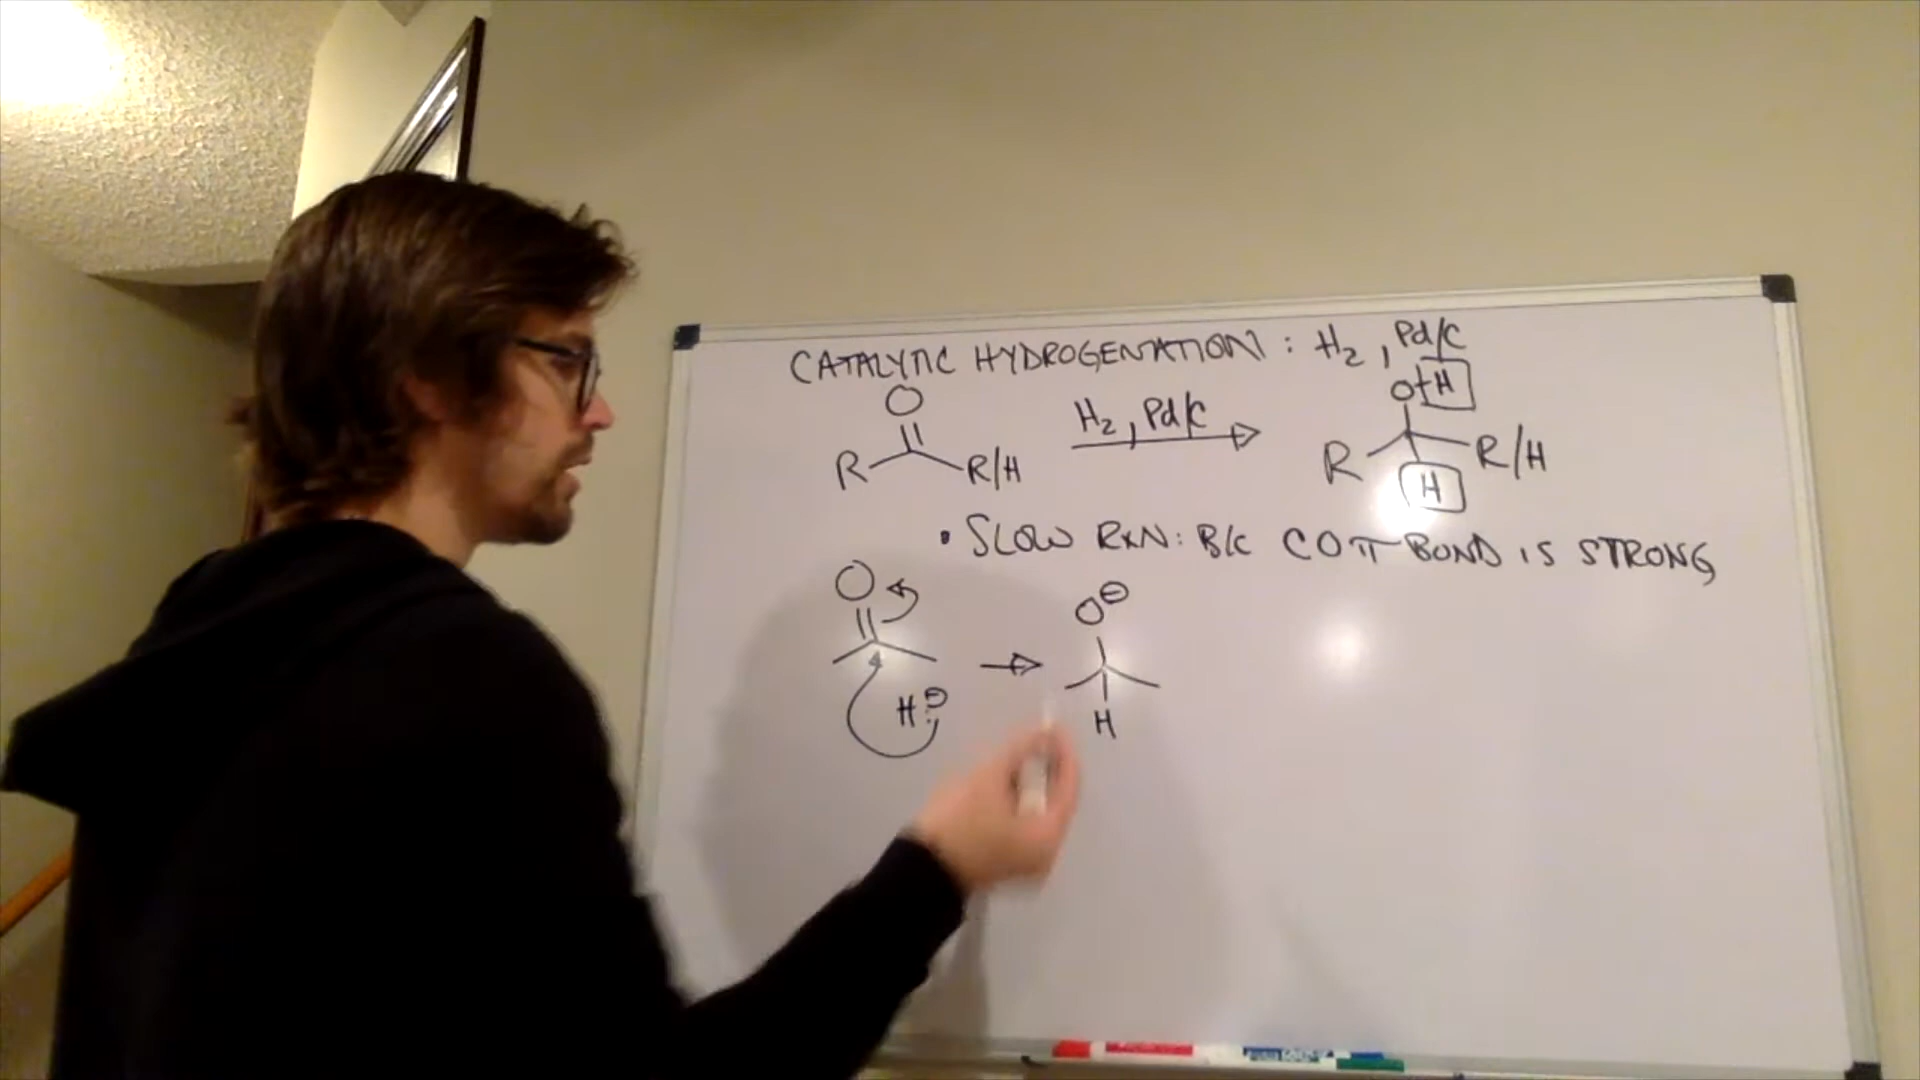 CATALYTIC HYDROGENATION: H₂, Pd/C
O H₂, Pd/C O H
R R/H R R/H
H
• SLOW RXN: B/C CO π BOND IS STRONG
O O⊖
H:⊖ H